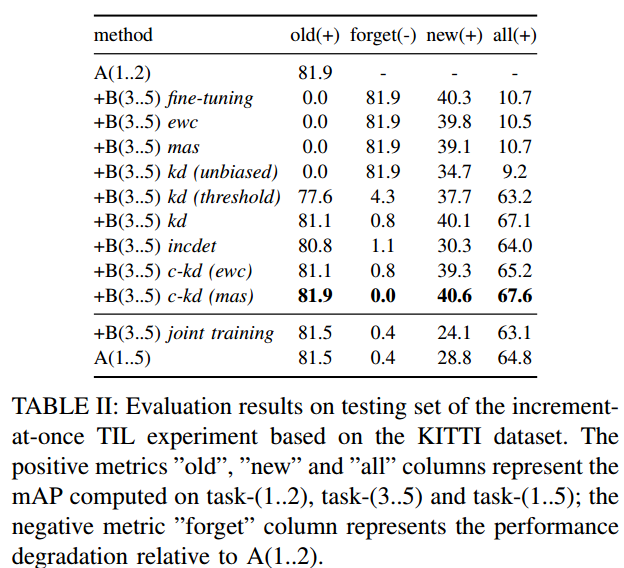 method old(+) forget(-) new(+) all(+)
A(1..2) 81.9 - - -
+B(3..5) fine-tuning 0.0 81.9 40.3 10.7
+B(3..5) ewc 0.0 81.9 39.8 10.5
+B(3..5) mas 0.0 81.9 39.1 10.7
+B(3..5) kd (unbiased) 0.0 81.9 34.7 9.2
+B(3..5) kd (threshold) 77.6 4.3 37.7 63.2
+B(3..5) kd 81.1 0.8 40.1 67.1
+B(3..5) incdet 80.8 1.1 30.3 64.0
+B(3..5) c-kd (ewc) 81.1 0.8 39.3 65.2
+B(3..5) c-kd (mas) 81.9 0.0 40.6 67.6
+B(3..5) joint training 81.5 0.4 24.1 63.1
A(1..5) 81.5 0.4 28.8 64.8
TABLE II: Evaluation results on testing set of the increment-
at-once TIL experiment based on the KITTI dataset. The
positive metrics ”old”, ”new” and ”all” columns represent the
mAP computed on task-(1..2), task-(3..5) and task-(1..5); the
negative metric ”forget” column represents the performance
degradation relative to A(1..2).